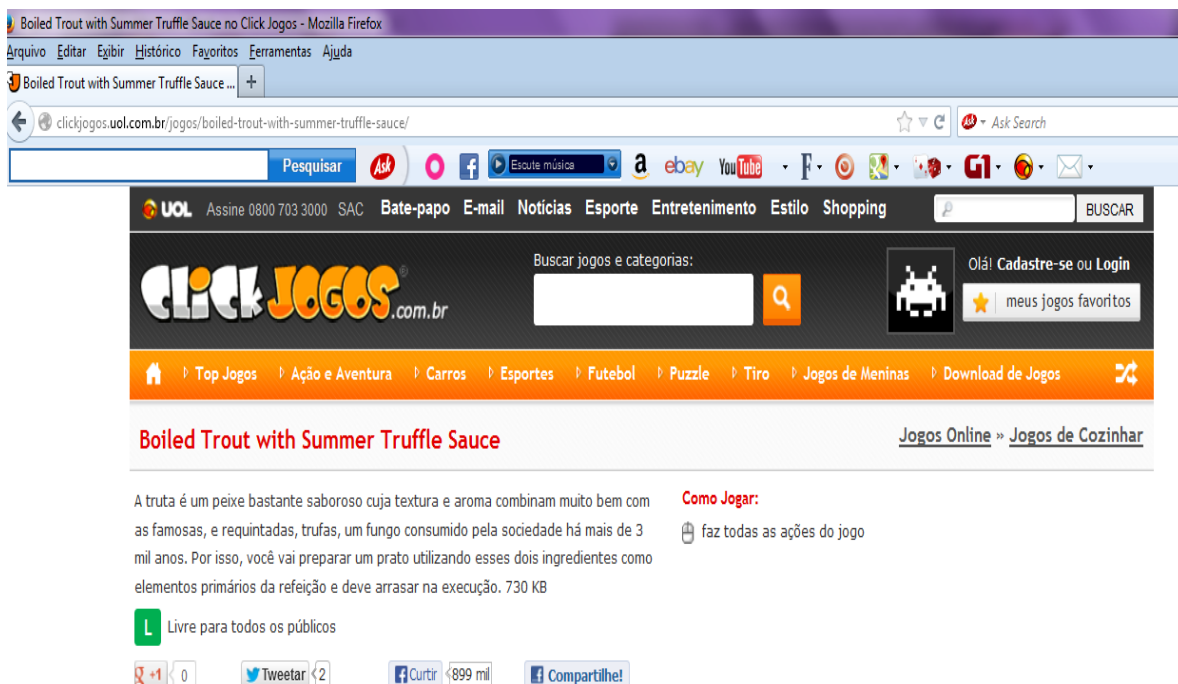 Boiled Trout with Summer Truffle Sauce no Click Jogos - Mozilla Firefox
Arquivo Editar Exibir Histórico Favoritos Ferramentas Ajuda
Boiled Trout with Summer Truffle Sauce ... +
clickjogos.uol.com.br/jogos/boiled-trout-with-summer-truffle-sauce/ Ask Ask Search
Pesquisar Ask f Escute música a ebay YouTube F G1
UOL Assine 0800 703 3000 SAC Bate-papo E-mail Notícias Esporte Entretenimento Estilo Shopping BUSCAR
Buscar jogos e categorias:
CLICK JOGOS.com.br
Olá! Cadastre-se ou Login
meus jogos favoritos
Top Jogos Ação e Aventura Carros Esportes Futebol Puzzle Tiro Jogos de Meninas Download de Jogos
Boiled Trout with Summer Truffle Sauce
Jogos Online » Jogos de Cozinhar
A truta é um peixe bastante saboroso cuja textura e aroma combinam muito bem com
as famosas, e requintadas, trufas, um fungo consumido pela sociedade há mais de 3
mil anos. Por isso, você vai preparar um prato utilizando esses dois ingredientes como
elementos primários da refeição e deve arrasar na execução. 730 KB
Como Jogar:
faz todas as ações do jogo
L Livre para todos os públicos
+1 0 Tweetar 2 Curtir 899 mil Compartilhe!